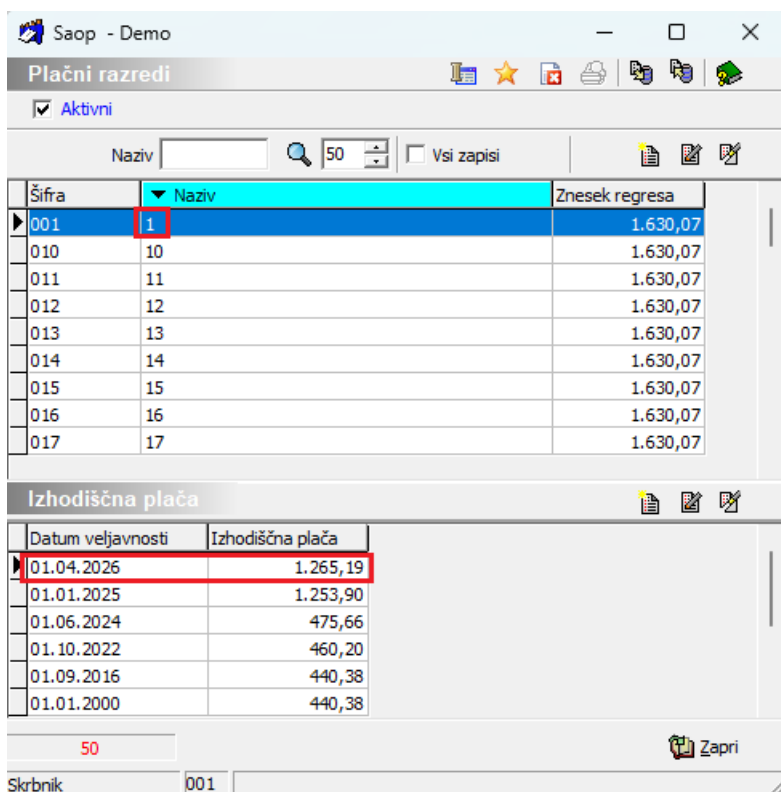 Saop - Demo
Plačni razredi
Aktivni
Naziv 50 Vsi zapisi
Šifra Naziv Znesek regresa
001 1 1.630,07
010 10 1.630,07
011 11 1.630,07
012 12 1.630,07
013 13 1.630,07
014 14 1.630,07
015 15 1.630,07
016 16 1.630,07
017 17 1.630,07
Izhodiščna plača
Datum veljavnosti Izhodiščna plača
01.04.2026 1.265,19
01.01.2025 1.253,90
01.06.2024 475,66
01.10.2022 460,20
01.09.2016 440,38
01.01.2000 440,38
50 Zapri
Skrbnik 001